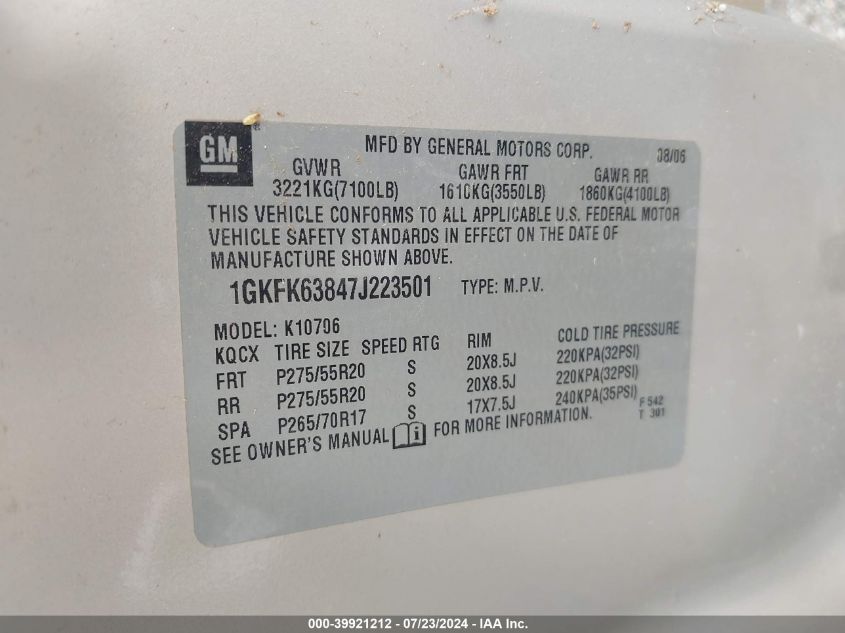 GM ®
MFD BY GENERAL MOTORS CORP. 08/06
GVWR GAWR FRT GAWR RR
3221KG(7100LB) 1610KG(3550LB) 1860KG(4100LB)
THIS VEHICLE CONFORMS TO ALL APPLICABLE U.S. FEDERAL MOTOR
VEHICLE SAFETY STANDARDS IN EFFECT ON THE DATE OF
MANUFACTURE SHOWN ABOVE.
1GKFK63847J223501 TYPE: M.P.V.
MODEL: K10706
KQCX TIRE SIZE SPEED RTG RIM COLD TIRE PRESSURE
FRT P275/55R20 S 20X8.5J 220KPA(32PSI)
RR P275/55R20 S 20X8.5J 220KPA(32PSI)
SPA P265/70R17 S 17X7.5J 240KPA(35PSI) F 542
SEE OWNER'S MANUAL i FOR MORE INFORMATION. T 301
000-39921212 / 07/23/2024 - IAA Inc.